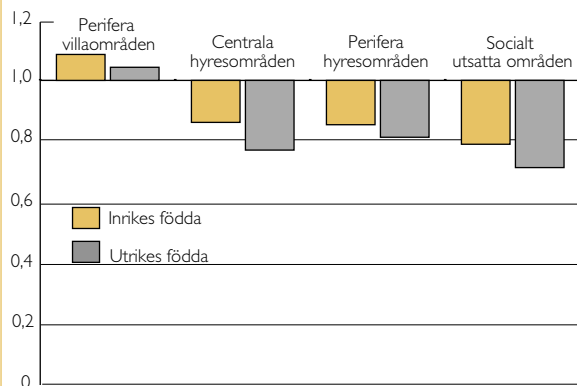 1,2
Perifera
villaområden
Centrala
hyresområden
Perifera
hyresområden
Socialt
utsatta områden
1,0
0,8
0,6
Inrikes födda
Utrikes födda
0,4
0,2
0